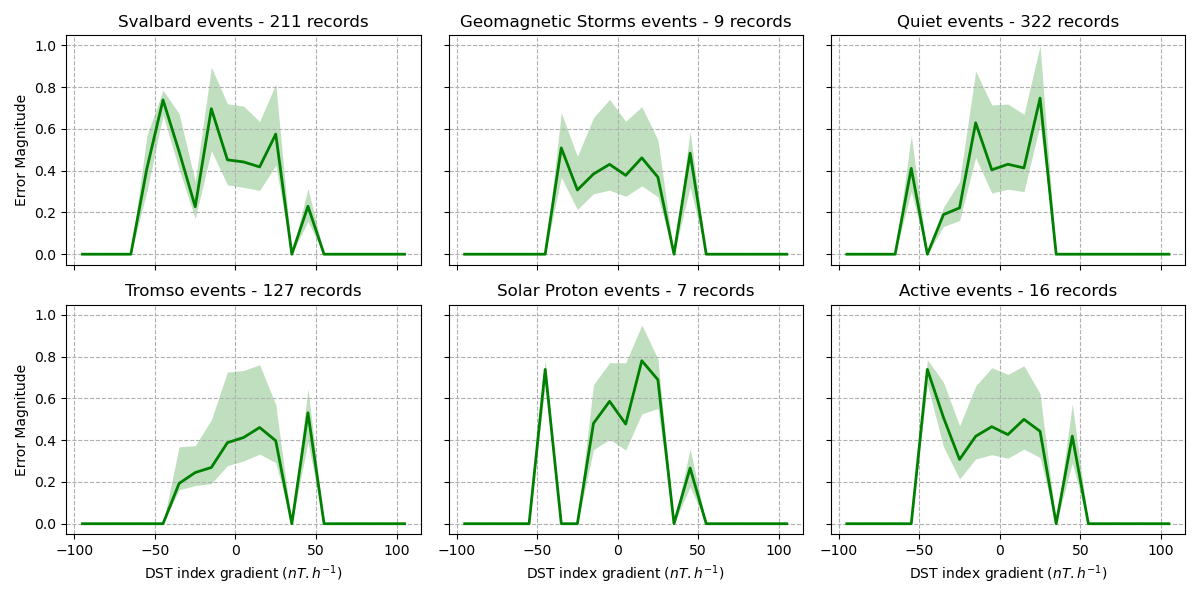 Svalbard events - 211 records
Geomagnetic Storms events - 9 records
Quiet events - 322 records
1.0
0.8
0.6
0.4
0.2
0.0
Error Magnitude
Tromso events - 127 records
Solar Proton events - 7 records
Active events - 16 records
1.0
0.8
0.6
0.4
0.2
0.0
Error Magnitude
−100 −50 0 50 100
−100 −50 0 50 100
−100 −50 0 50 100
DST index gradient (nT.h⁻¹)
DST index gradient (nT.h⁻¹)
DST index gradient (nT.h⁻¹)